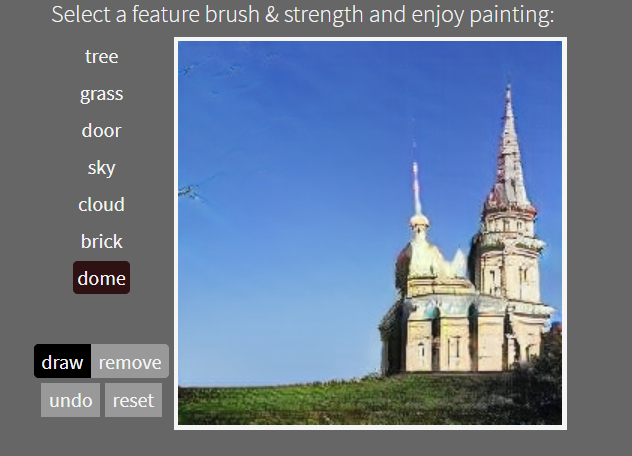 Select a feature brush & strength and enjoy painting:
tree
grass
door
sky
cloud
brick
dome
draw remove
undo reset